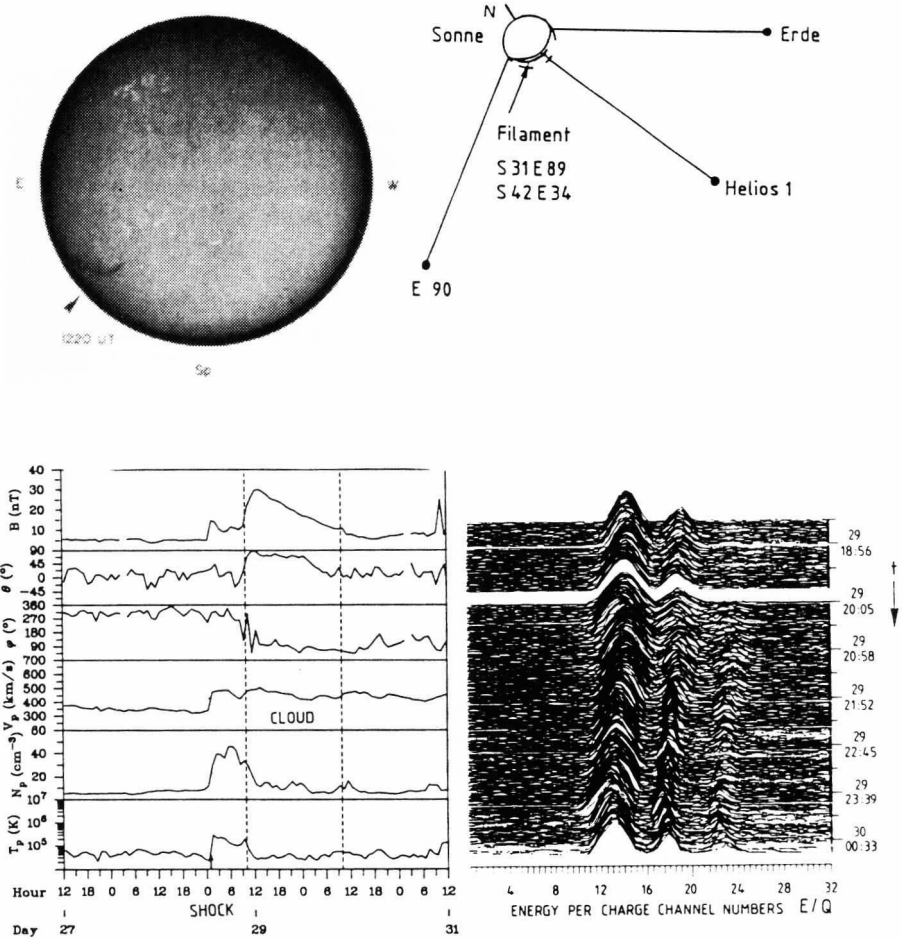 E
W
1220 UT
Sp
N
Sonne
Erde
Filament
S31E89
S42E34
Helios 1
E 90
B (nT)
40
30
20
10
θ (°)
90
45
0
-45
φ (°)
360
270
180
90
V_p (km/s)
700
600
500
400
300
CLOUD
N_p (cm⁻³)
60
40
20
T_p (K)
10⁷
10⁶
10⁵
Hour 12 18 0 6 12 18 0 6 12 18 0 6 12 18 0 6 12
SHOCK
Day 27 29 31
29
18:56
29
20:05
29
20:58
29
21:52
29
22:45
29
23:39
30
00:33
t
4 8 12 16 20 24 28 32
ENERGY PER CHARGE CHANNEL NUMBERS E/Q